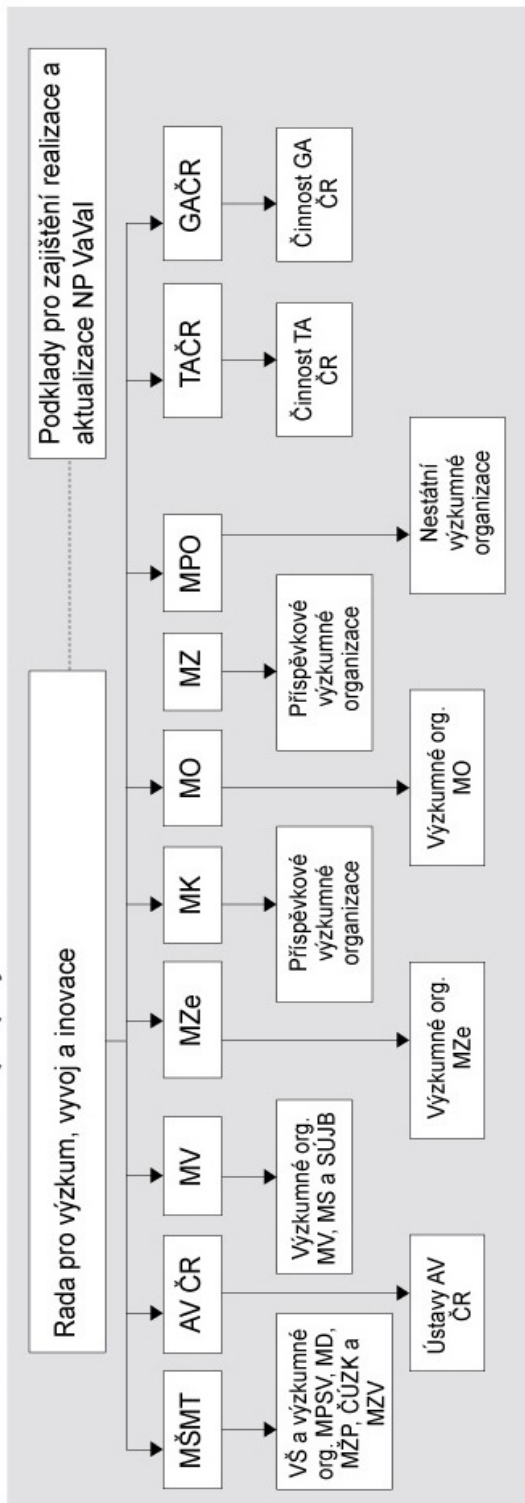 Rada pro výzkum, vyvoj a inovace
Podklady pro zajištění realizace a
aktualizace NP VaVal
MŠMT
AV ČR
MV
MZe
MK
MO
MZ
MPO
TAČR
GAČR
VŠ a výzkumné
org. MPSV, MD,
MŽP, ČÚZK a
MZV
Výzkumné org.
MV, MS a SÚJB
Příspěvkové
výzkumné
organizace
Příspěvkové
výzkumné
organizace
Činnost TA
ČR
Činnost GA
ČR
Ústavy AV
ČR
Výzkumné org.
MZe
Výzkumné org.
MO
Nestátní
výzkumné
organizace